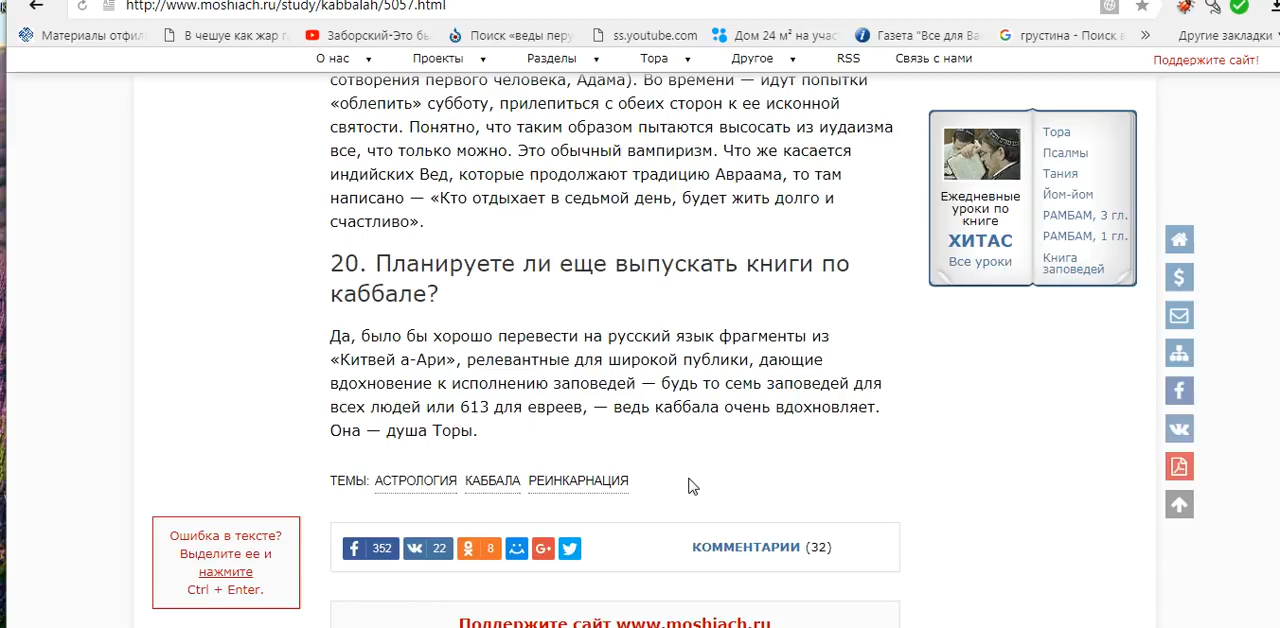 http://www.moshiach.ru/study/kabbalah/5057.html
Материалы отфил
В чешуе как жар г
Заборский-Это бы
Поиск «веды перу
ss.youtube.com
Дом 24 м² на учас
Газета "Все для Ва
грустина - Поиск в
Другие закладки
О нас
Проекты
Разделы
Тора
Другое
RSS
Связь с нами
Поддержите сайт!
сотворения первого человека, Адама). Во времени — идут попытки
«облепить» субботу, прилепиться с обеих сторон к ее исконной
святости. Понятно, что таким образом пытаются высосать из иудаизма
все, что только можно. Это обычный вампиризм. Что же касается
индийских Вед, которые продолжают традицию Авраама, то там
написано — «Кто отдыхает в седьмой день, будет жить долго и
счастливо».
20. Планируете ли еще выпускать книги по
каббале?
Да, было бы хорошо перевести на русский язык фрагменты из
«Китвей а-Ари», релевантные для широкой публики, дающие
вдохновение к исполнению заповедей — будь то семь заповедей для
всех людей или 613 для евреев, — ведь каббала очень вдохновляет.
Она — душа Торы.
ТЕМЫ: АСТРОЛОГИЯ КАББАЛА РЕИНКАРНАЦИЯ
352
22
8
G+
КОММЕНТАРИИ (32)
Поддержите сайт www.moshiach.ru
Ошибка в тексте?
Выделите ее и
нажмите
Ctrl + Enter.
Ежедневные
уроки по
книге
ХИТАС
Все уроки
Тора
Псалмы
Тания
Йом-йом
РАМБАМ, 3 гл.
РАМБАМ, 1 гл.
Книга
заповедей